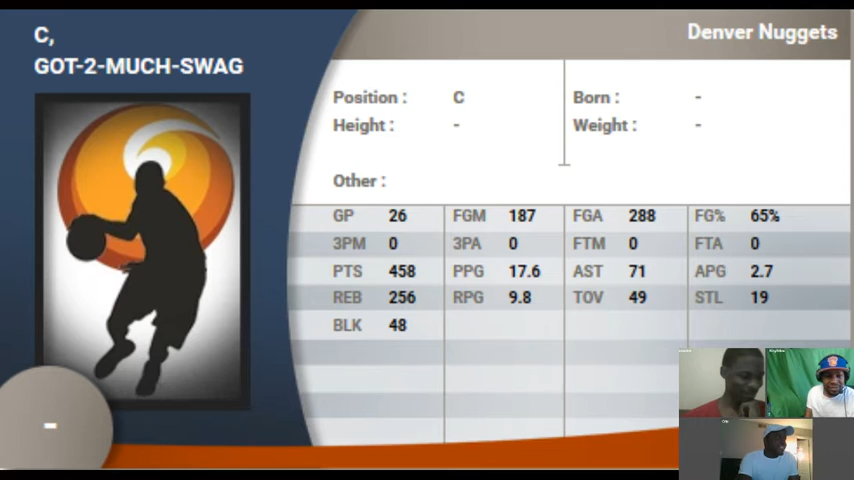 C,
GOT-2-MUCH-SWAG
Denver Nuggets
Position : C Born : -
Height : - Weight : -
Other :
GP 26 FGM 187 FGA 288 FG% 65%
3PM 0 3PA 0 FTM 0 FTA 0
PTS 458 PPG 17.6 AST 71 APG 2.7
REB 256 RPG 9.8 TOV 49 STL 19
BLK 48
-